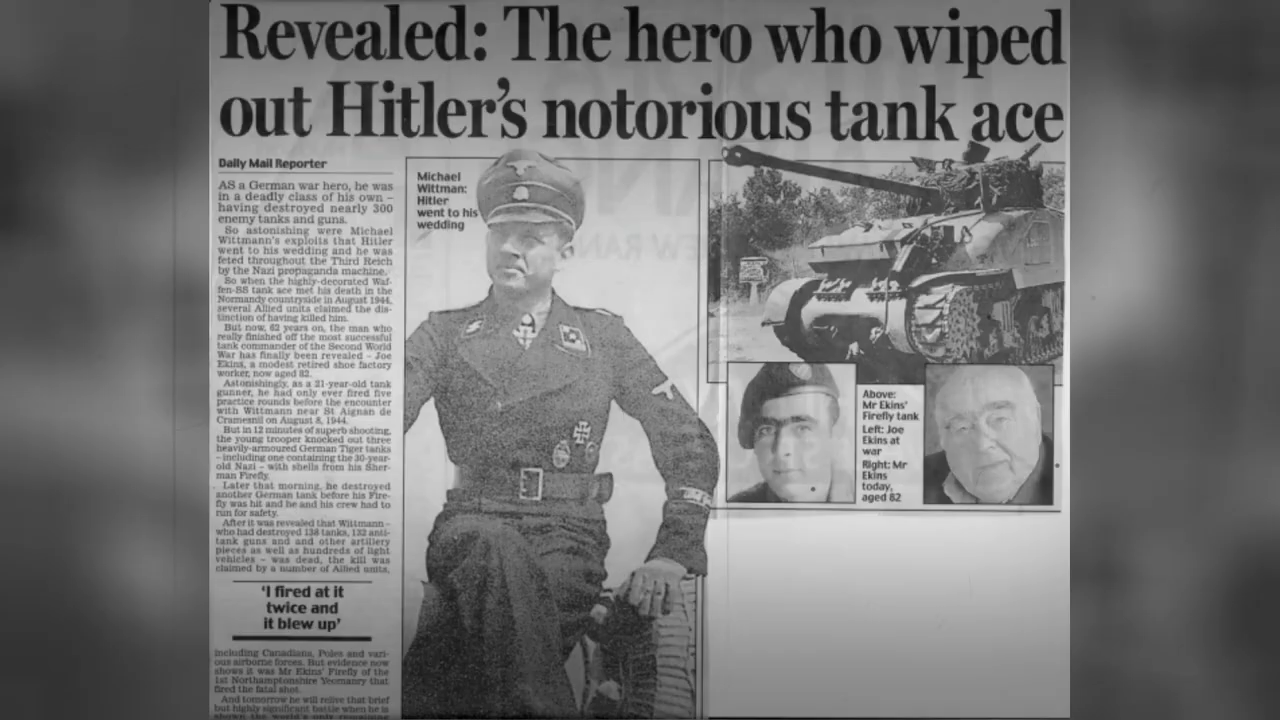 Revealed: The hero who wiped
out Hitler's notorious tank ace
Daily Mail Reporter
AS a German war hero, he was
in a deadly class of his own –
having destroyed nearly 300
enemy tanks and guns.
So astonishing were Michael
Wittmann's exploits that Hitler
went to his wedding and he was
feted throughout the Third Reich
by the Nazi propaganda machine.
So when the highly-decorated Waf-
fen-SS tank ace met his death in the
Normandy countryside in August 1944,
several Allied units claimed the dis-
tinction of having killed him.
But now, 62 years on, the man who
really finished off the most successful
tank commander of the Second World
War has finally been revealed – Joe
Ekins, a modest retired shoe factory
worker, now aged 82.
Astonishingly, as a 21-year-old tank
gunner, he had only ever fired five
practice rounds before the encounter
with Wittmann near St Aignan de
Cramesnil on August 8, 1944.
But in 12 minutes of superb shooting,
the young trooper knocked out three
heavily-armoured German Tiger tanks
– including one containing the 30-year-
old Nazi – with shells from his Sher-
man Firefly.
Later that morning, he destroyed
another German tank before his Fire-
fly was hit and he and his crew had to
run for safety.
After it was revealed that Wittmann –
who had destroyed 138 tanks, 132 anti-
tank guns and and other artillery
pieces as well as hundreds of light
vehicles – was dead, the kill was
claimed by a number of Allied units,
'I fired at it
twice and
it blew up'
including Canadians, Poles and vari-
ous airborne forces. But evidence now
shows it was Mr Ekins' Firefly of the
1st Northamptonshire Yeomanry that
fired the fatal shot.
And tomorrow he will relive that brief
but highly significant battle when he is
shown the world's only remaining
Michael
Wittman:
Hitler
went to his
wedding
Above:
Mr Ekins'
Firefly tank
Left: Joe
Ekins at
war
Right: Mr
Ekins
today,
aged 82